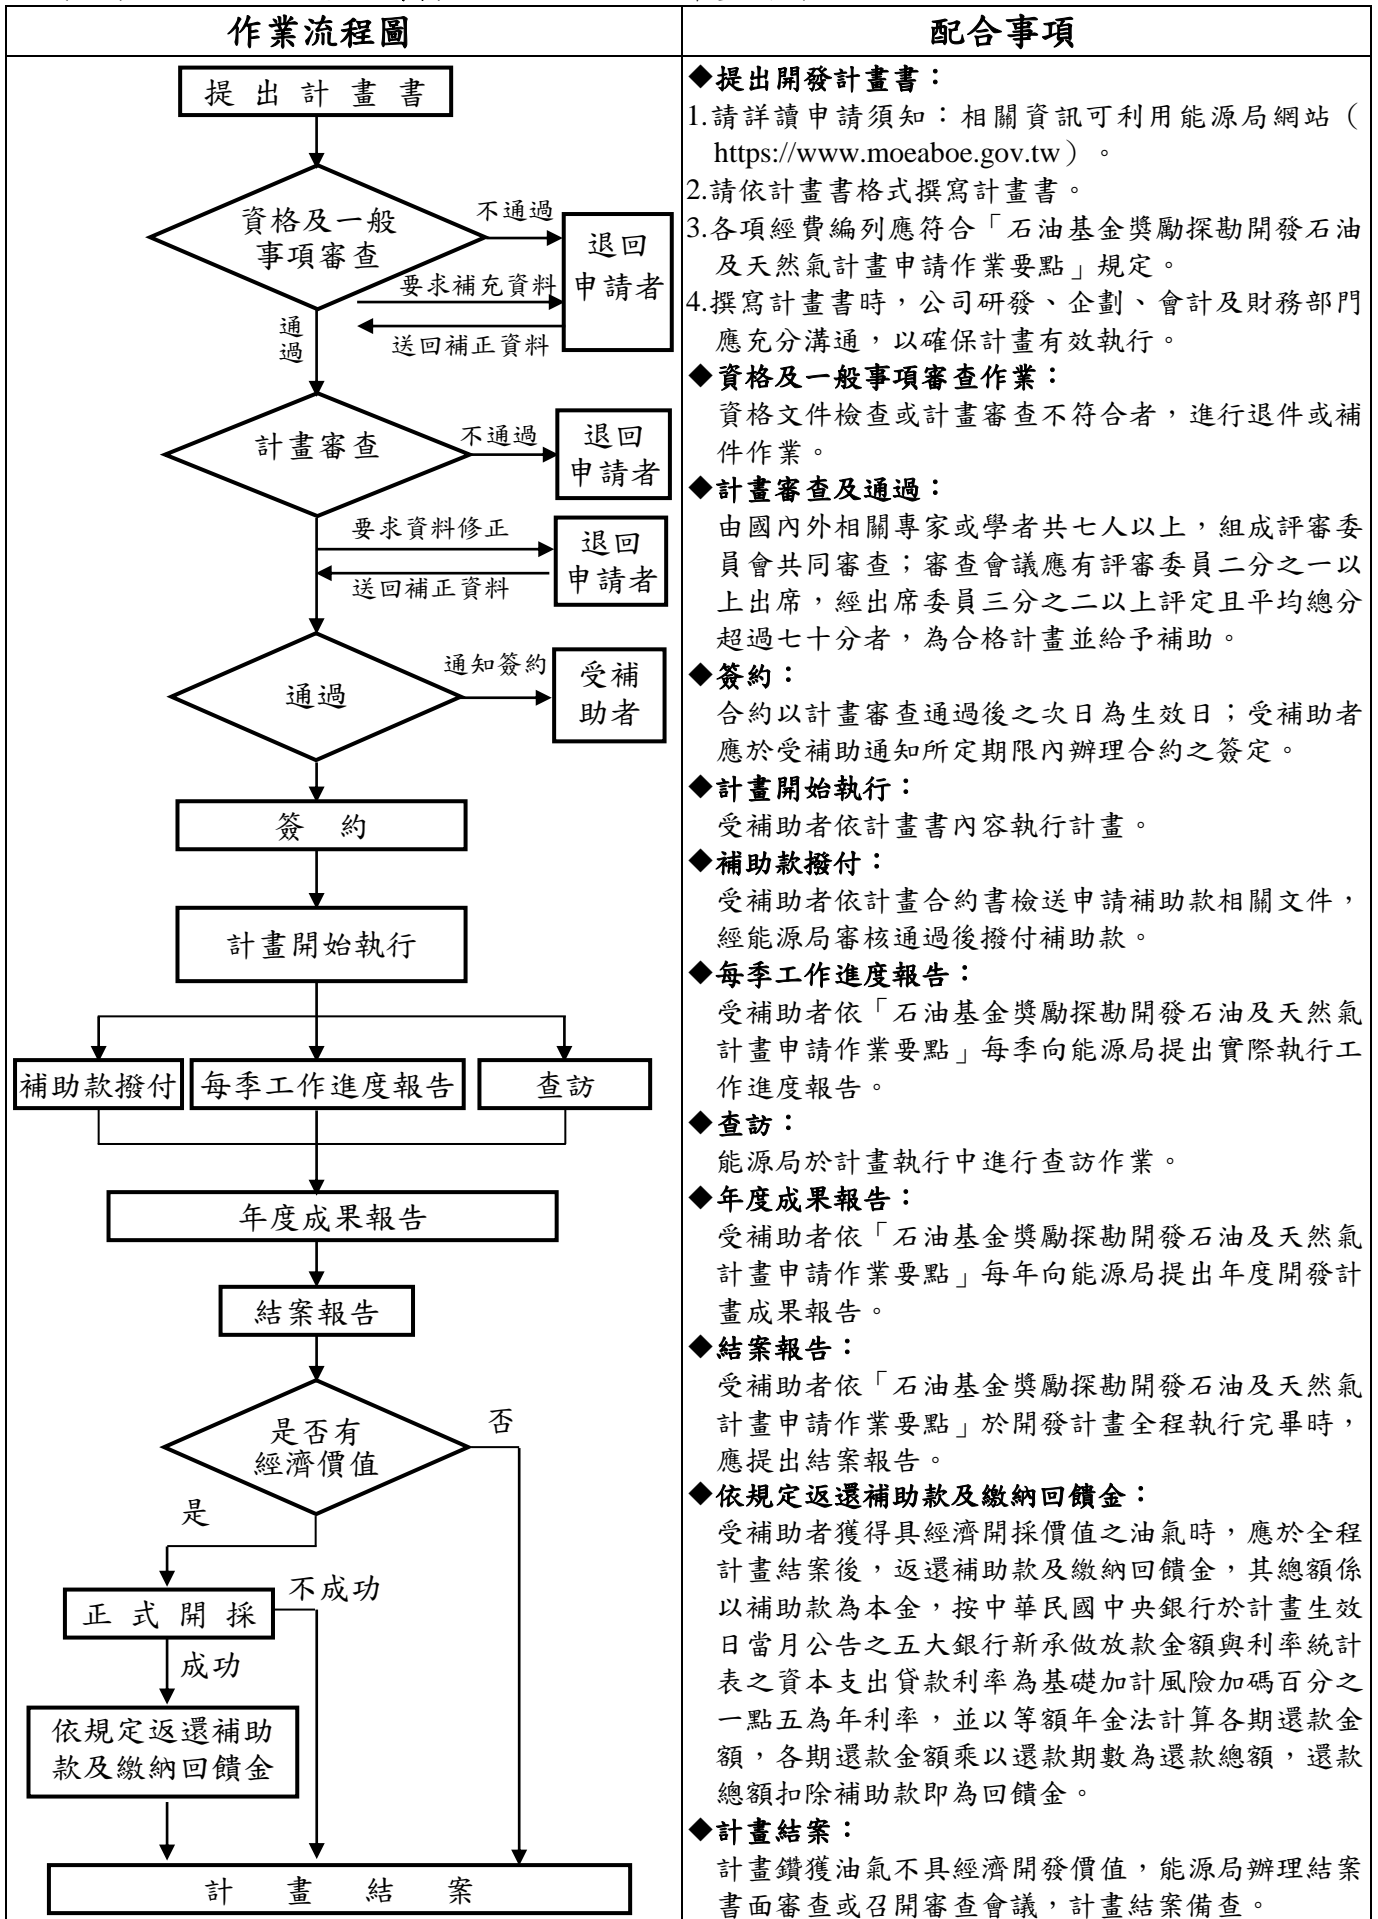 作業流程圖
提 出 計 畫 書
資格及一般
事項審查
不通過
退回
申請者
要求補充資料
送回補正資料
通
過
計畫審查
不通過
退回
申請者
要求資料修正
退回
申請者
送回補正資料
通過
通知簽約
受補
助者
簽 約
計畫開始執行
補助款撥付
每季工作進度報告
查訪
年度成果報告
結案報告
是否有
經濟價值
否
是
正 式 開 採
不成功
成功
依規定返還補助
款及繳納回饋金
計 畫 結 案
配合事項
◆提出開發計畫書：
1.請詳讀申請須知：相關資訊可利用能源局網站（
https://www.moeaboe.gov.tw）。
2.請依計畫書格式撰寫計畫書。
3.各項經費編列應符合「石油基金獎勵探勘開發石油
及天然氣計畫申請作業要點」規定。
4.撰寫計畫書時，公司研發、企劃、會計及財務部門
應充分溝通，以確保計畫有效執行。
◆資格及一般事項審查作業：
資格文件檢查或計畫審查不符合者，進行退件或補
件作業。
◆計畫審查及通過：
由國內外相關專家或學者共七人以上，組成評審委
員會共同審查；審查會議應有評審委員二分之一以
上出席，經出席委員三分之二以上評定且平均總分
超過七十分者，為合格計畫並給予補助。
◆簽約：
合約以計畫審查通過後之次日為生效日；受補助者
應於受補助通知所定期限內辦理合約之簽定。
◆計畫開始執行：
受補助者依計畫書內容執行計畫。
◆補助款撥付：
受補助者依計畫合約書檢送申請補助款相關文件，
經能源局審核通過後撥付補助款。
◆每季工作進度報告：
受補助者依「石油基金獎勵探勘開發石油及天然氣
計畫申請作業要點」每季向能源局提出實際執行工
作進度報告。
◆查訪：
能源局於計畫執行中進行查訪作業。
◆年度成果報告：
受補助者依「石油基金獎勵探勘開發石油及天然氣
計畫申請作業要點」每年向能源局提出年度開發計
畫成果報告。
◆結案報告：
受補助者依「石油基金獎勵探勘開發石油及天然氣
計畫申請作業要點」於開發計畫全程執行完畢時，
應提出結案報告。
◆依規定返還補助款及繳納回饋金：
受補助者獲得具經濟開採價值之油氣時，應於全程
計畫結案後，返還補助款及繳納回饋金，其總額係
以補助款為本金，按中華民國中央銀行於計畫生效
日當月公告之五大銀行新承做放款金額與利率統計
表之資本支出貸款利率為基礎加計風險加碼百分之
一點五為年利率，並以等額年金法計算各期還款金
額，各期還款金額乘以還款期數為還款總額，還款
總額扣除補助款即為回饋金。
◆計畫結案：
計畫鑽獲油氣不具經濟開發價值，能源局辦理結案
書面審查或召開審查會議，計畫結案備查。